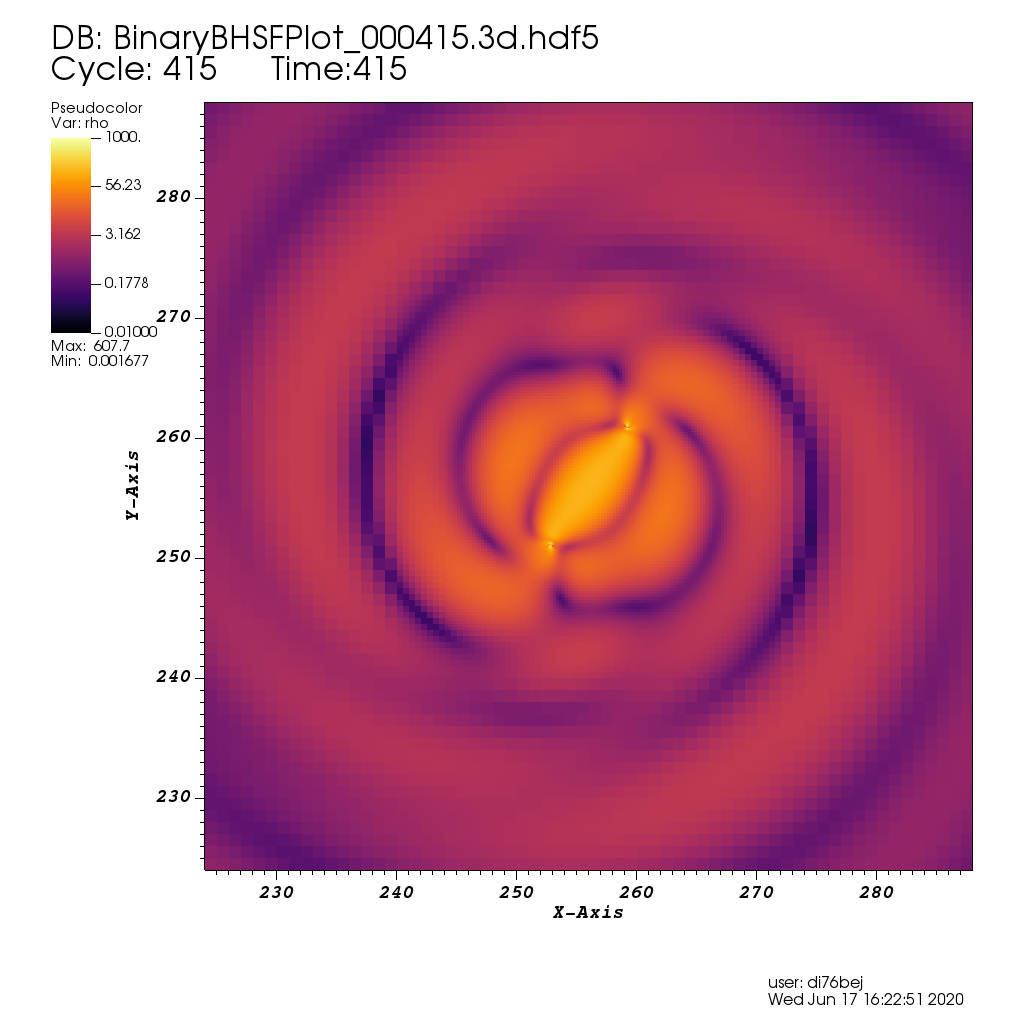 DB: BinaryBHSFPlot_000415.3d.hdf5
Cycle: 415 Time:415
Pseudocolor
Var: rho
1000.
56.23
3.162
0.1778
0.01000
Max: 607.7
Min: 0.001677
280
270
260
250
240
230
Y-Axis
230 240 250 260 270 280
X-Axis
user: di76bej
Wed Jun 17 16:22:51 2020